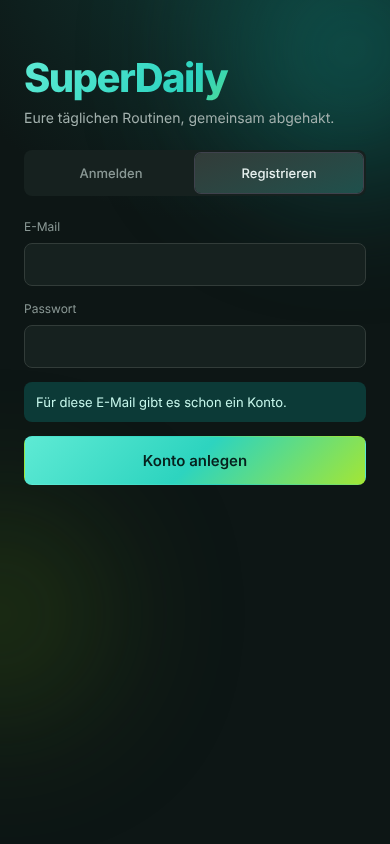 SuperDaily
Eure täglichen Routinen, gemeinsam abgehakt.
Anmelden
Registrieren
E-Mail
Passwort
Für diese E-Mail gibt es schon ein Konto.
Konto anlegen